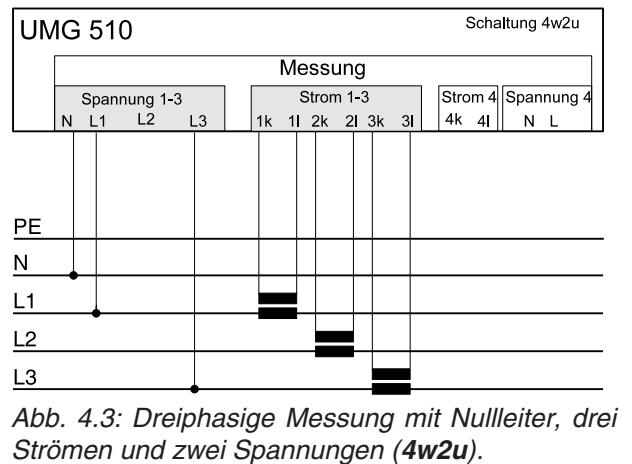 UMG 510 Schaltung 4w2u
Messung
Spannung 1-3 Strom 1-3 Strom 4 Spannung 4
N L1 L2 L3 1k 1l 2k 2l 3k 3l 4k 4l N L
PE
N
L1
L2
L3
Abb. 4.3: Dreiphasige Messung mit Nullleiter, drei
Strömen und zwei Spannungen (4w2u).